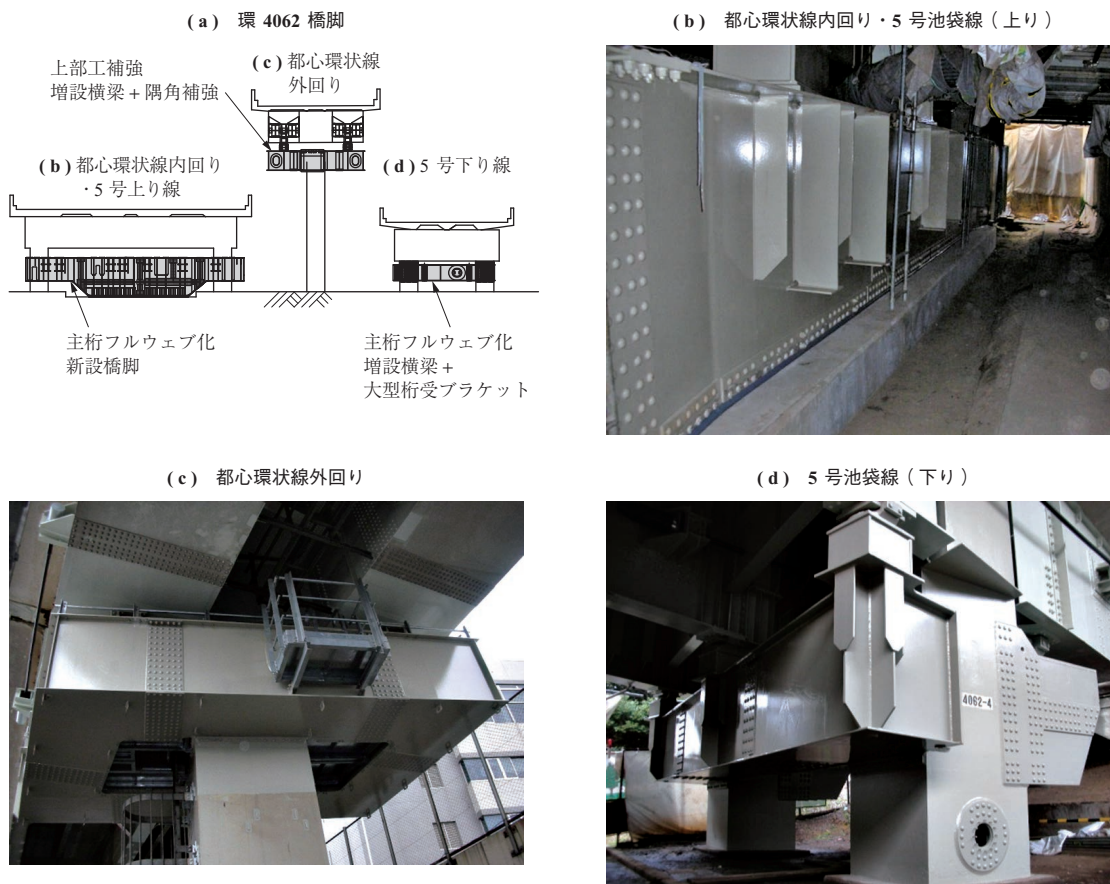 (a) 環 4062 橋脚
上部工補強
増設横梁 + 隅角補強
(c) 都心環状線
外回り
(b) 都心環状線内回り
・5 号上り線
(d) 5 号下り線
主桁フルウェブ化
新設橋脚
主桁フルウェブ化
増設横梁 +
大型桁受ブラケット
(b) 都心環状線内回り・5 号池袋線(上り)
(c) 都心環状線外回り
(d) 5 号池袋線(下り)
4062-4